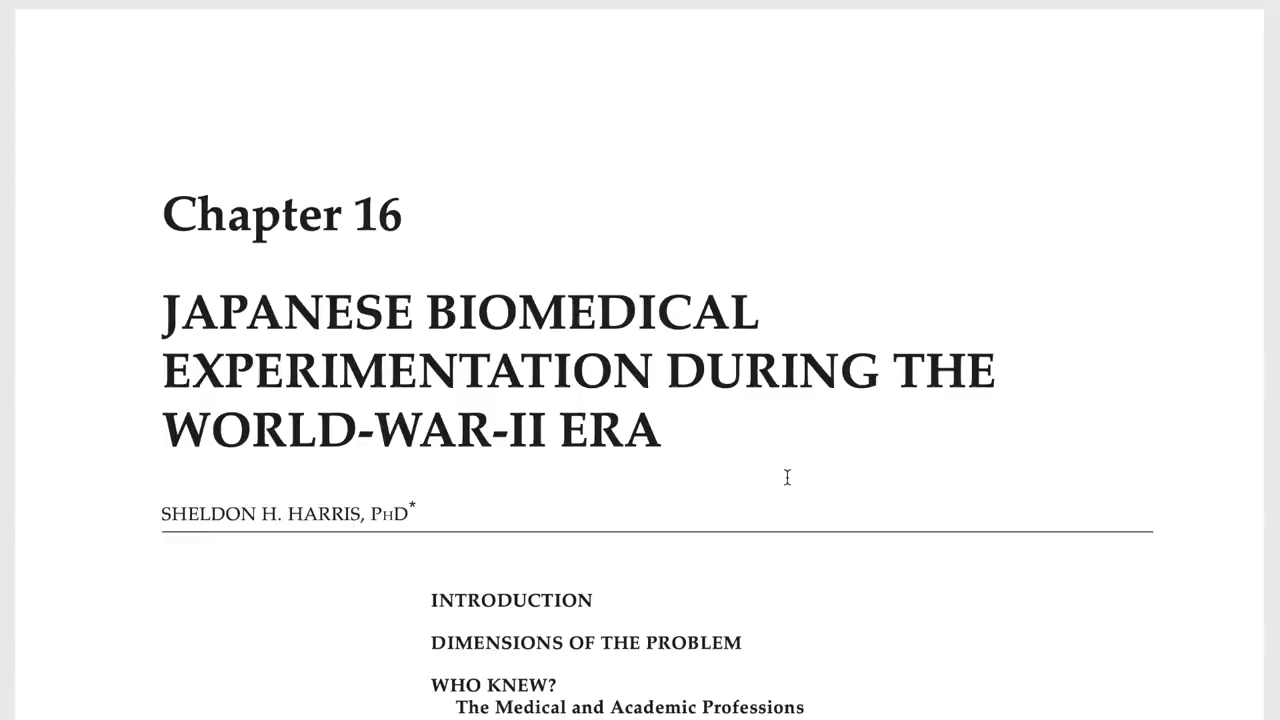 Chapter 16
JAPANESE BIOMEDICAL
EXPERIMENTATION DURING THE
WORLD-WAR-II ERA
SHELDON H. HARRIS, PhD*
INTRODUCTION
DIMENSIONS OF THE PROBLEM
WHO KNEW?
The Medical and Academic Professions